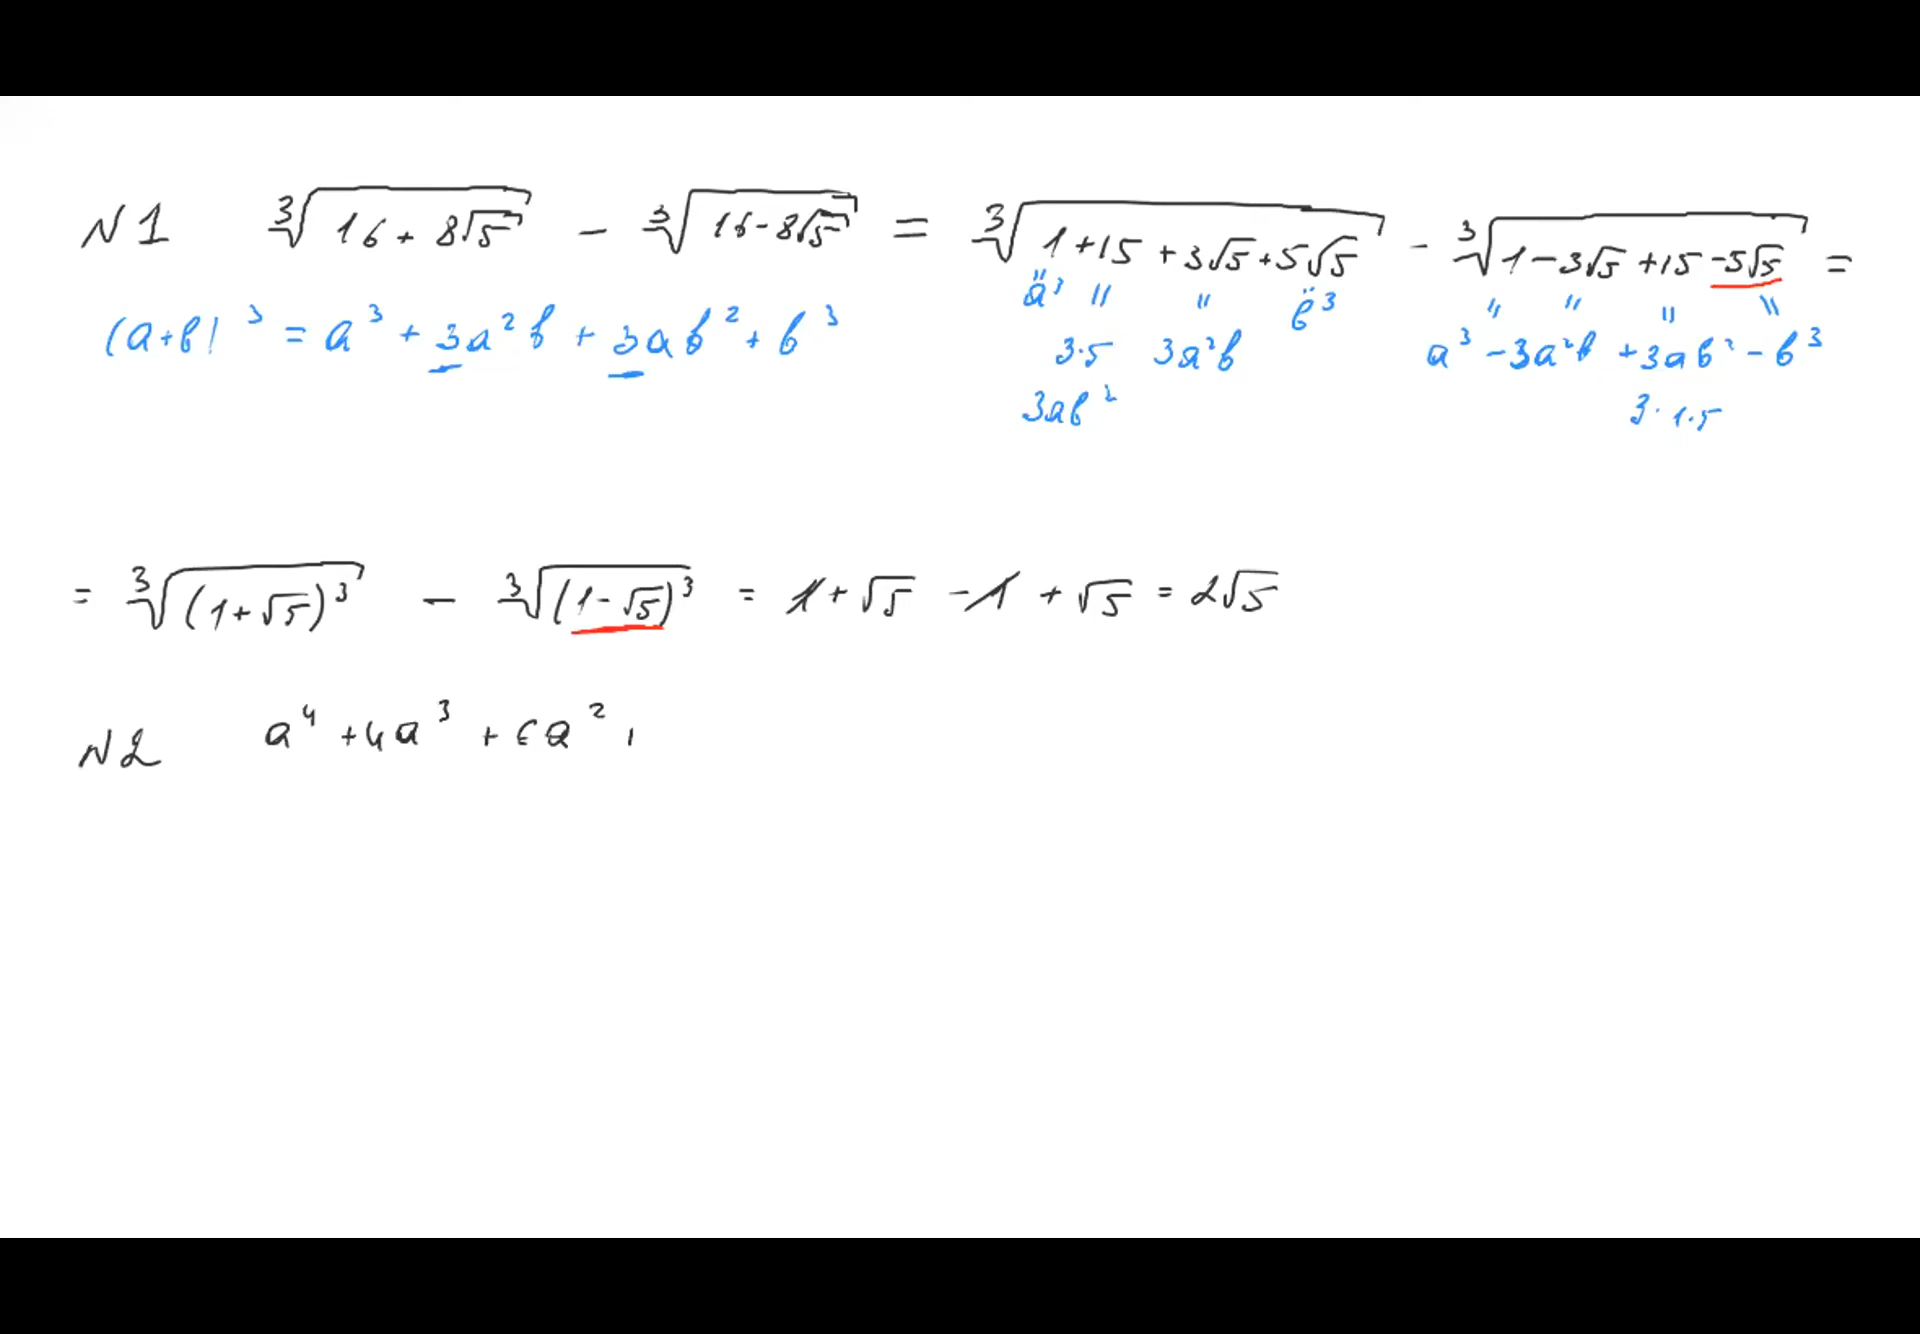 N1 ∛(16 + 8√5) − ∛(16 - 8√5) = ∛(1 + 15 + 3√5 + 5√5) - ∛(1 − 3√5 + 15 - 5√5) =
(a+b)³ = a³ + 3a²b + 3ab² + b³
a³ 3·5 3a²b b³
3ab²
a³ - 3a²b + 3ab² - b³
3·1·5
= ∛(1+√5)³ − ∛(1-√5)³ = 1 + √5 - 1 + √5 = 2√5
N2 a⁴ + 4a³ + 6a²